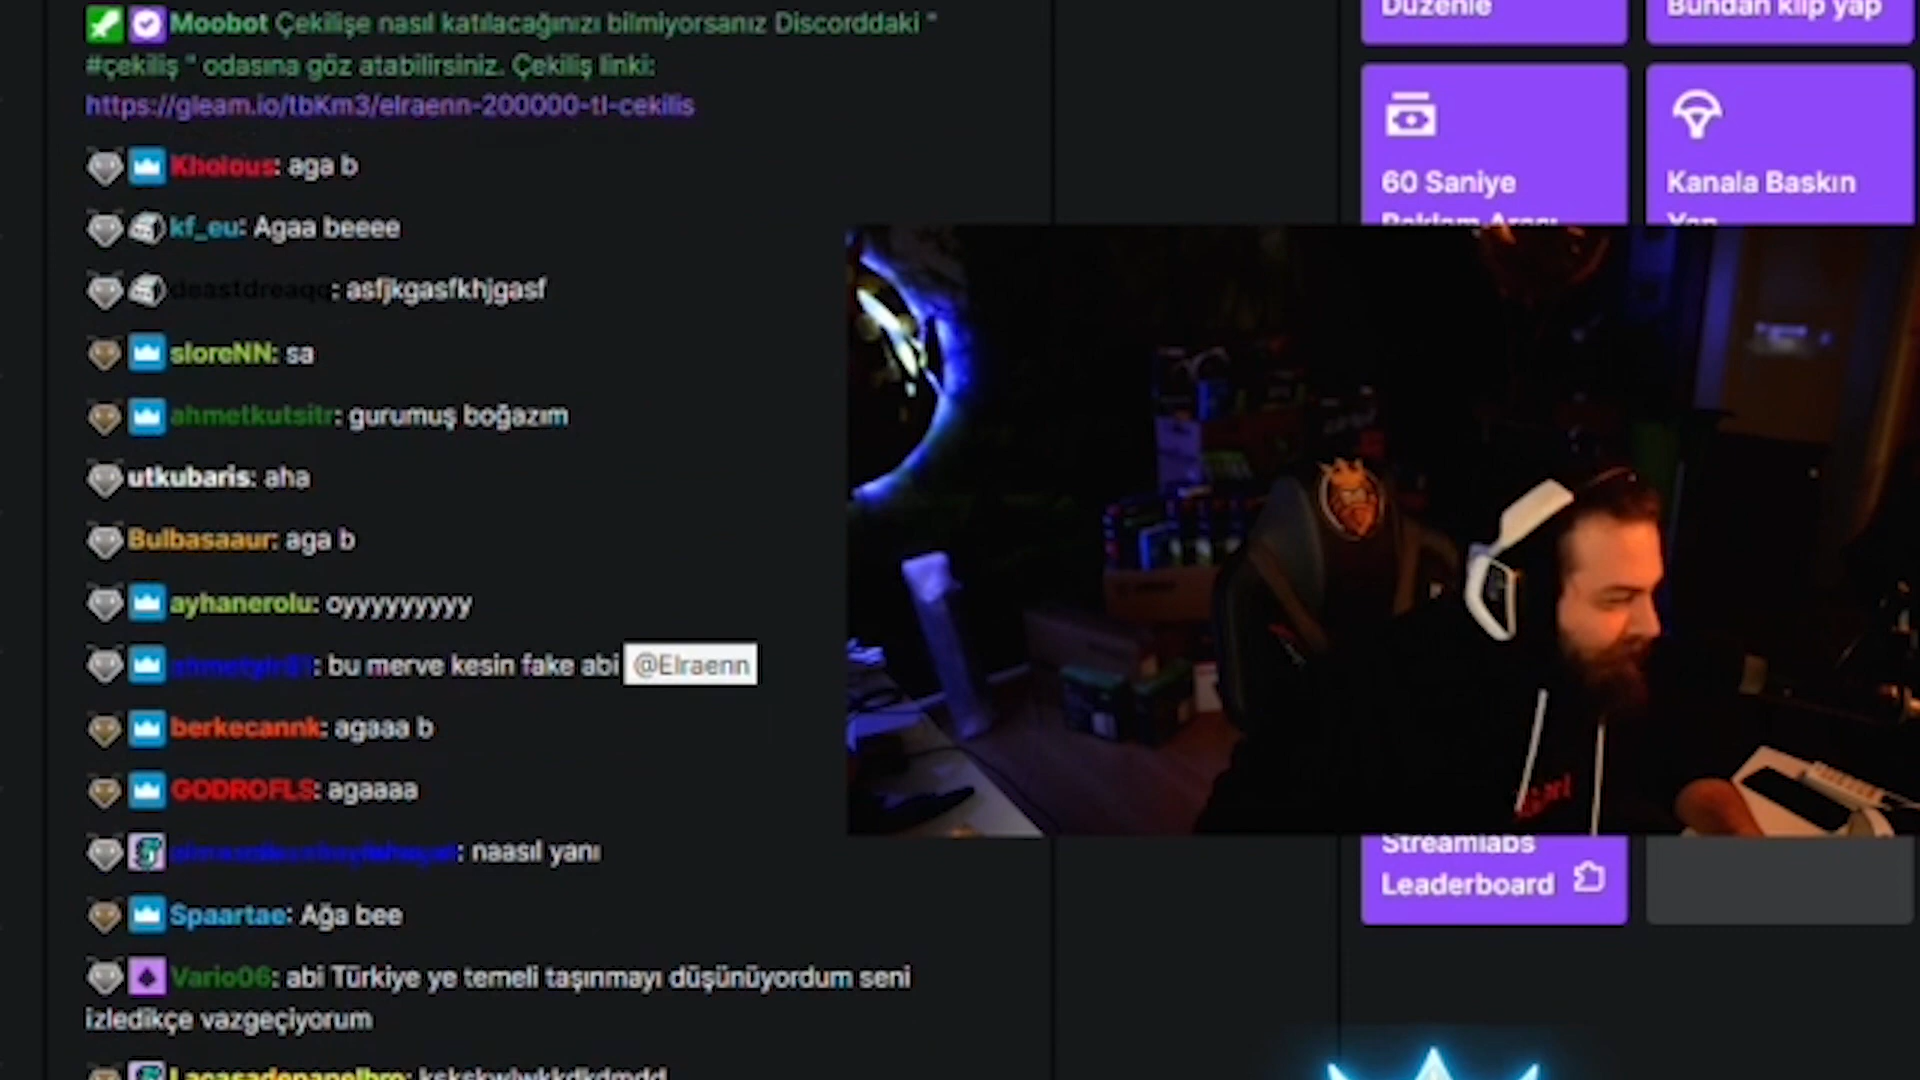 Moobot Çekilişe nasıl katılacağınızı bilmiyorsanız Discorddaki "
#çekiliş " odasına göz atabilirsiniz. Çekiliş linki:
https://gleam.io/tbKm3/elraenn-200000-tl-cekilis
Kholous: aga b
kf_eu: Agaa beeee
: asfjkgasfkhjgasf
sloreNN: sa
ahmetkutsitr: gurumuş boğazım
utkubaris: aha
Bulbasaaur: aga b
ayhanerolu: oyyyyyyyyy
: bu merve kesin fake abi @Elraenn
berkecannk: agaaa b
GODROFLS: agaaaa
: naasıl yanı
Spaartae: Ağa bee
Vario06: abi Türkiye ye temeli taşınmayı düşünüyordum seni
izledikçe vazgeçiyorum
Düzenle
Bundan klip yap
60 Saniye
Reklam Arası
Kanala Baskın
Yap
Streamlabs
Leaderboard